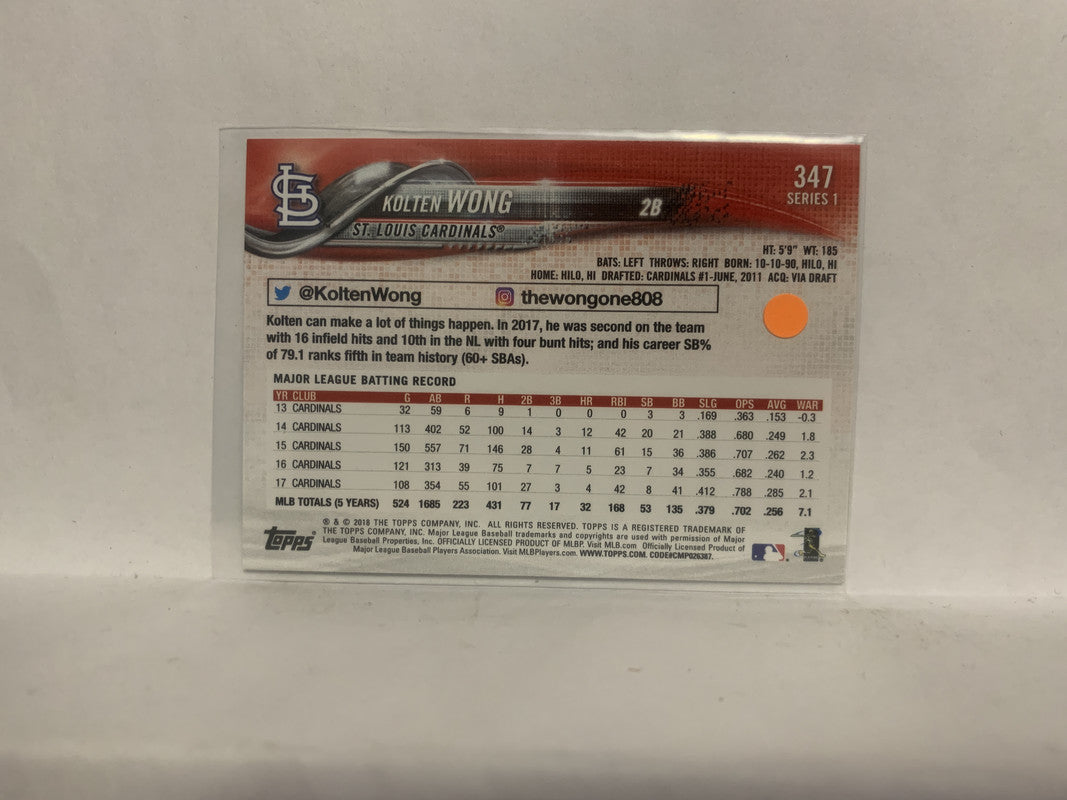 347
SERIES 1
KOLTEN WONG 2B
ST. LOUIS CARDINALS®
HT: 5'9" WT: 185
BATS: LEFT THROWS: RIGHT BORN: 10-10-90, HILO, HI
HOME: HILO, HI DRAFTED: CARDINALS #1-JUNE, 2011 ACQ: VIA DRAFT
@KoltenWong thewongone808
Kolten can make a lot of things happen. In 2017, he was second on the team
with 16 infield hits and 10th in the NL with four bunt hits; and his career SB%
of 79.1 ranks fifth in team history (60+ SBAs).
MAJOR LEAGUE BATTING RECORD
YR CLUB G AB R H 2B 3B HR RBI SB BB SLG OPS AVG WAR
13 CARDINALS 32 59 6 9 1 0 0 0 3 3 .169 .363 .153 -0.3
14 CARDINALS 113 402 52 100 14 3 12 42 20 21 .388 .680 .249 1.8
15 CARDINALS 150 557 71 146 28 4 11 61 15 36 .386 .707 .262 2.3
16 CARDINALS 121 313 39 75 7 7 5 23 7 34 .355 .682 .240 1.2
17 CARDINALS 108 354 55 101 27 3 4 42 8 41 .412 .788 .285 2.1
MLB TOTALS (5 YEARS) 524 1685 223 431 77 17 32 168 53 135 .379 .702 .256 7.1
Topps
® & © 2018 THE TOPPS COMPANY, INC. ALL RIGHTS RESERVED. TOPPS IS A REGISTERED TRADEMARK OF
THE TOPPS COMPANY, INC. Major League Baseball trademarks and copyrights are used with permission of Major
League Baseball Properties, Inc. OFFICIALLY LICENSED PRODUCT OF MLBP. Visit MLB.com Officially Licensed Product of
Major League Baseball Players Association. Visit MLBPlayers.com. WWW.TOPPS.COM. CODE#CMP026387.